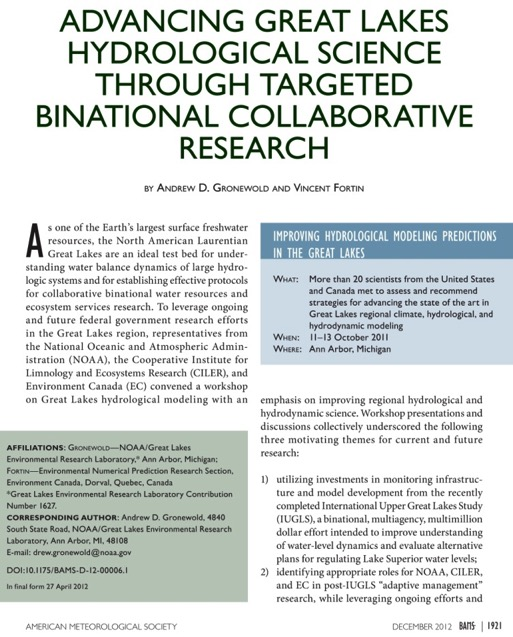 ADVANCING GREAT LAKES
HYDROLOGICAL SCIENCE
THROUGH TARGETED
BINATIONAL COLLABORATIVE
RESEARCH
BY ANDREW D. GRONEWOLD AND VINCENT FORTIN
As one of the Earth's largest surface freshwater
resources, the North American Laurentian
Great Lakes are an ideal test bed for under-
standing water balance dynamics of large hydro-
logic systems and for establishing effective protocols
for collaborative binational water resources and
ecosystem services research. To leverage ongoing
and future federal government research efforts
in the Great Lakes region, representatives from
the National Oceanic and Atmospheric Admin-
istration (NOAA), the Cooperative Institute for
Limnology and Ecosystems Research (CILER), and
Environment Canada (EC) convened a workshop
on Great Lakes hydrological modeling with an
AFFILIATIONS: GRONEWOLD—NOAA/Great Lakes
Environmental Research Laboratory,* Ann Arbor, Michigan;
FORTIN—Environmental Numerical Prediction Research Section,
Environment Canada, Dorval, Quebec, Canada
*Great Lakes Environmental Research Laboratory Contribution
Number 1627.
CORRESPONDING AUTHOR: Andrew D. Gronewold, 4840
South State Road, NOAA/Great Lakes Environmental Research
Laboratory, Ann Arbor, MI, 48108
E-mail: drew.gronewold@noaa.gov
DOI:10.1175/BAMS-D-12-00006.1
In final form 27 April 2012
IMPROVING HYDROLOGICAL MODELING PREDICTIONS
IN THE GREAT LAKES
WHAT: More than 20 scientists from the United States
and Canada met to assess and recommend
strategies for advancing the state of the art in
Great Lakes regional climate, hydrological, and
hydrodynamic modeling
WHEN: 11–13 October 2011
WHERE: Ann Arbor, Michigan
emphasis on improving regional hydrological and
hydrodynamic science. Workshop presentations and
discussions collectively underscored the following
three motivating themes for current and future
research:
1) utilizing investments in monitoring infrastruc-
ture and model development from the recently
completed International Upper Great Lakes Study
(IUGLS), a binational, multiagency, multimillion
dollar effort intended to improve understanding
of water-level dynamics and evaluate alternative
plans for regulating Lake Superior water levels;
2) identifying appropriate roles for NOAA, CILER,
and EC in post-IUGLS "adaptive management"
research, while leveraging ongoing efforts and
AMERICAN METEOROLOGICAL SOCIETY
DECEMBER 2012 BAMS | 1921